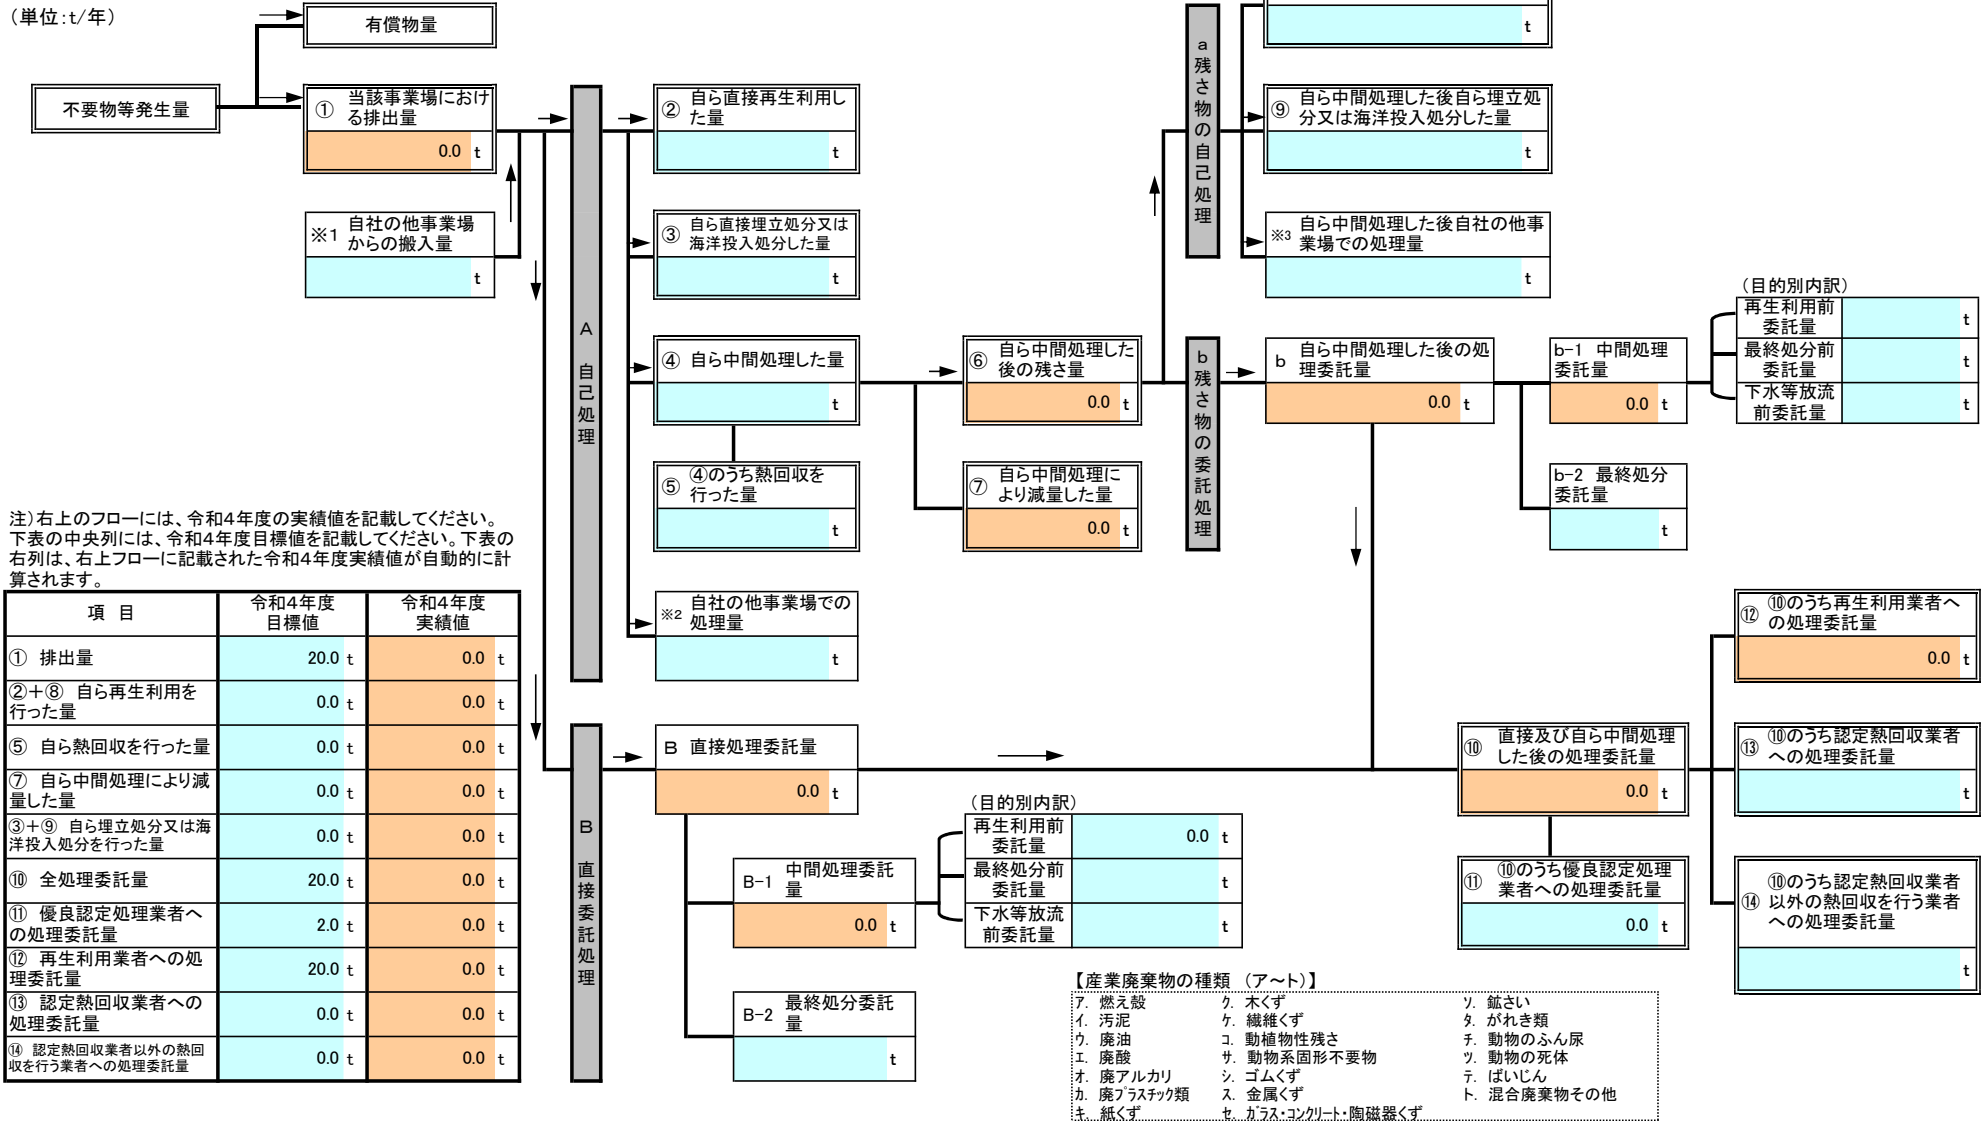 （単位:t/年）
有償物量
不要物等発生量
① 当該事業場におけ
る排出量
0.0 t
※1 自社の他事業場
からの搬入量
t
A 自己処理
② 自ら直接再生利用し
た量
t
③ 自ら直接埋立処分又は
海洋投入処分した量
t
④ 自ら中間処理した量
t
⑤ ④のうち熱回収を
行った量
t
※2 自社の他事業場での
処理量
t
⑥ 自ら中間処理した
後の残さ量
0.0 t
⑦ 自ら中間処理に
より減量した量
0.0 t
a 残さ物の自己処理
t
⑨ 自ら中間処理した後自ら埋立処
分又は海洋投入処分した量
t
※3 自ら中間処理した後自社の他事
業場での処理量
t
b 残さ物の委託処理
b 自ら中間処理した後の処
理委託量
0.0 t
b-1 中間処理
委託量
0.0 t
b-2 最終処分
委託量
t
（目的別内訳）
再生利用前
委託量 t
最終処分前
委託量 t
下水等放流
前委託量 t
注）右上のフローには、令和4年度の実績値を記載してください。
下表の中央列には、令和4年度目標値を記載してください。下表の
右列は、右上フローに記載された令和4年度実績値が自動的に計
算されます。
項 目 令和4年度
目標値 令和4年度
実績値
① 排出量 20.0 t 0.0 t
②＋⑧ 自ら再生利用を
行った量 0.0 t 0.0 t
⑤ 自ら熱回収を行った量 0.0 t 0.0 t
⑦ 自ら中間処理により減
量した量 0.0 t 0.0 t
③＋⑨ 自ら埋立処分又は海
洋投入処分を行った量 0.0 t 0.0 t
⑩ 全処理委託量 20.0 t 0.0 t
⑪ 優良認定処理業者へ
の処理委託量 2.0 t 0.0 t
⑫ 再生利用業者への処
理委託量 20.0 t 0.0 t
⑬ 認定熱回収業者への
処理委託量 0.0 t 0.0 t
⑭ 認定熱回収業者以外の熱回
収を行う業者への処理委託量 0.0 t 0.0 t
B 直接委託処理
B 直接処理委託量
0.0 t
B-1 中間処理委託
量
0.0 t
B-2 最終処分委託
量
t
（目的別内訳）
再生利用前
委託量 0.0 t
最終処分前
委託量 t
下水等放流
前委託量 t
⑩ 直接及び自ら中間処理
した後の処理委託量
0.0 t
⑪ ⑩のうち優良認定処理
業者への処理委託量
0.0 t
⑫ ⑩のうち再生利用業者へ
の処理委託量
0.0 t
⑬ ⑩のうち認定熱回収業者
への処理委託量
t
⑭ ⑩のうち認定熱回収業者
以外の熱回収を行う業者
への処理委託量
t
【産業廃棄物の種類 （ア～ト）】
ア. 燃え殻 ク. 木くず ソ. 鉱さい
イ. 汚泥 ケ. 繊維くず タ. がれき類
ウ. 廃油 コ. 動植物性残さ チ. 動物のふん尿
エ. 廃酸 サ. 動物系固形不要物 ツ. 動物の死体
オ. 廃アルカリ シ. ゴムくず テ. ばいじん
カ. 廃プラスチック類 ス. 金属くず ト. 混合廃棄物その他
キ. 紙くず セ. ガラス・コンクリート・陶磁器くず